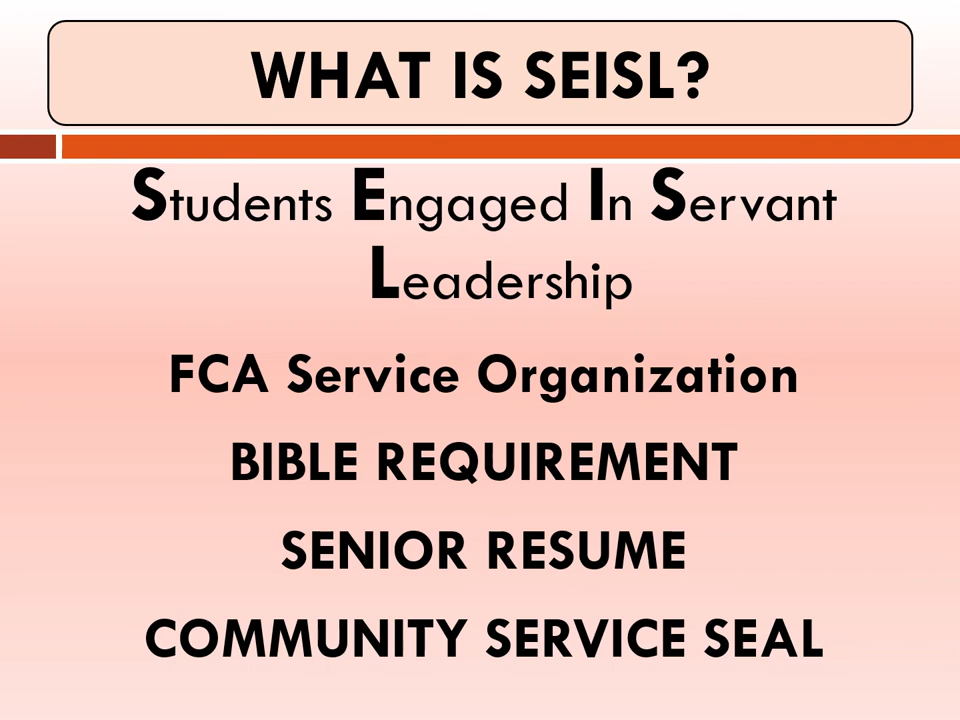 WHAT IS SEISL?
Students Engaged In Servant
Leadership
FCA Service Organization
BIBLE REQUIREMENT
SENIOR RESUME
COMMUNITY SERVICE SEAL